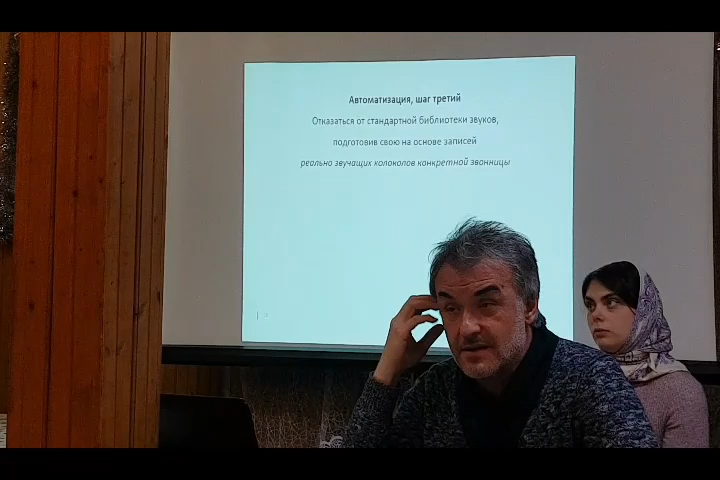 Автоматизация, шаг третий
Отказаться от стандартной библиотеки звуков,
подготовив свою на основе записей
реально звучащих колоколов конкретной звонницы